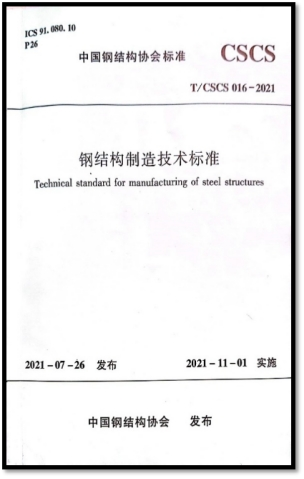 ICS 91.080.10
P26
中国钢结构协会标准 CSCS
T/CSCS 016-2021
钢结构制造技术标准
Technical standard for manufacturing of steel structures
2021-07-26 发布 2021-11-01 实施
中国钢结构协会 发布